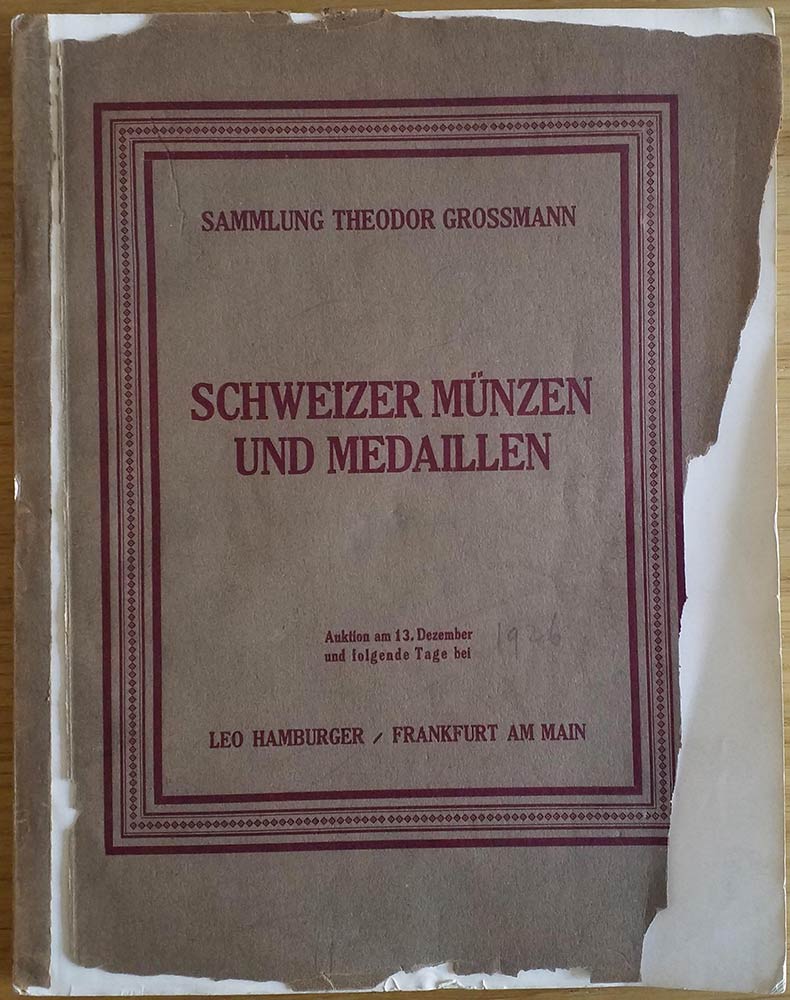 SAMMLUNG THEODOR GROSSMANN
SCHWEIZER MÜNZEN
UND MEDAILLEN
Auktion am 13. Dezember 1926
und folgende Tage bei
LEO HAMBURGER / FRANKFURT AM MAIN